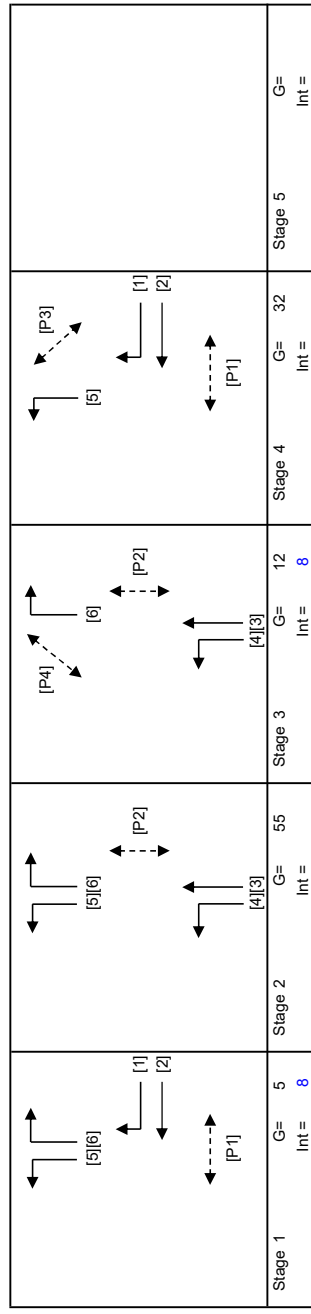 [5][6]
[1]
[2]
[P1]
Stage 1 G= 5
Int = 8
[5][6]
[P2]
[4][3]
Stage 2 G= 55
Int =
[P4]
[6]
[P2]
[4][3]
Stage 3 G= 12
Int = 8
[P3]
[5]
[1]
[2]
[P1]
Stage 4 G= 32
Int =
Stage 5 G=
Int =